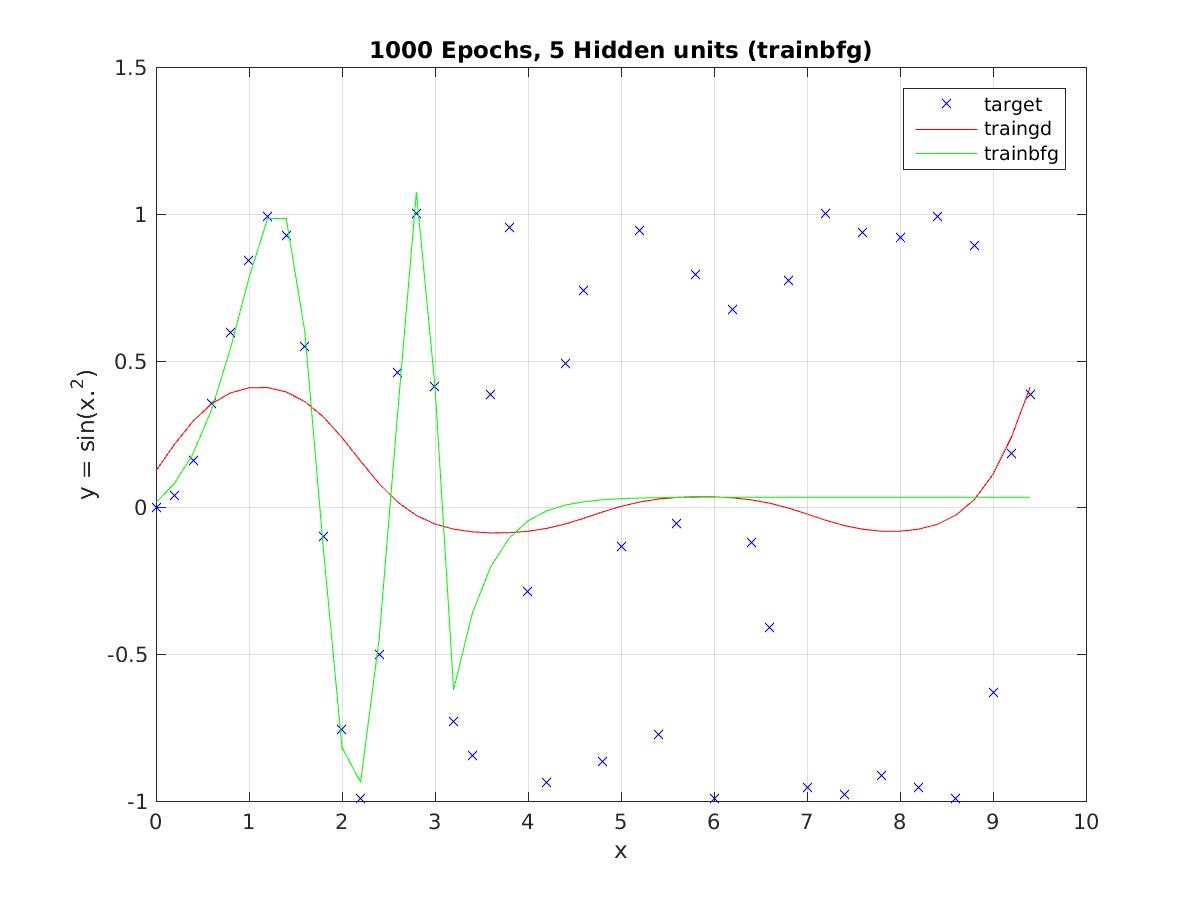 1000 Epochs, 5 Hidden units (trainbfg)
1.5
target
traingd
trainbfg
1
0.5
y = sin(x.²)
0
-0.5
-1
0 1 2 3 4 5 6 7 8 9 10
x